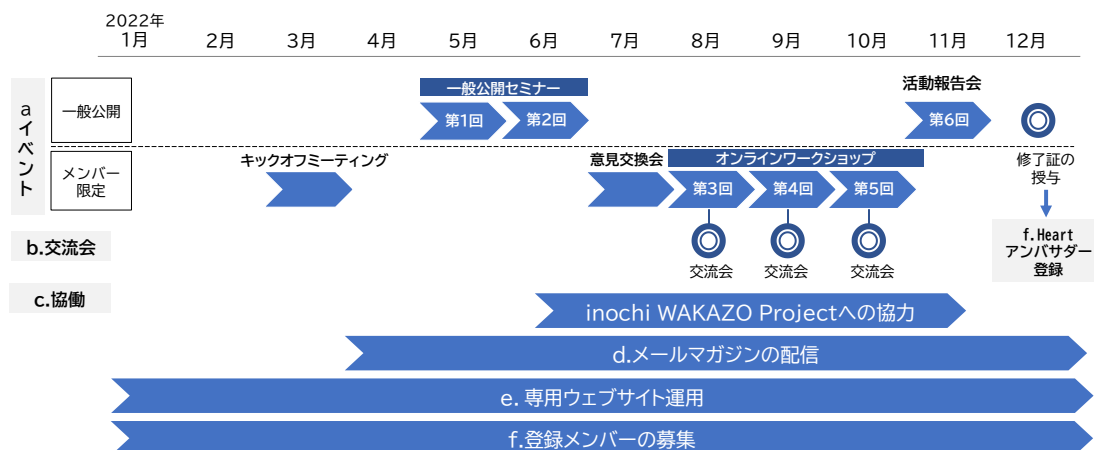 2022年
1月 2月 3月 4月 5月 6月 7月 8月 9月 10月 11月 12月
aイベント
一般公開
一般公開セミナー
第1回 第2回
活動報告会
第6回
メンバー
限定
キックオフミーティング
意見交換会
オンラインワークショップ
第3回 第4回 第5回
修了証の
授与
b.交流会
交流会 交流会 交流会
f.Heart
アンバサダー
登録
c.協働
inochi WAKAZO Projectへの協力
d.メールマガジンの配信
e. 専用ウェブサイト運用
f.登録メンバーの募集